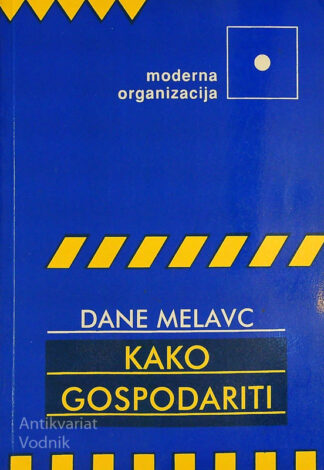 moderna
organizacija
DANE MELAVC
KAKO
GOSPODARITI
Antikvariat
Vodnik